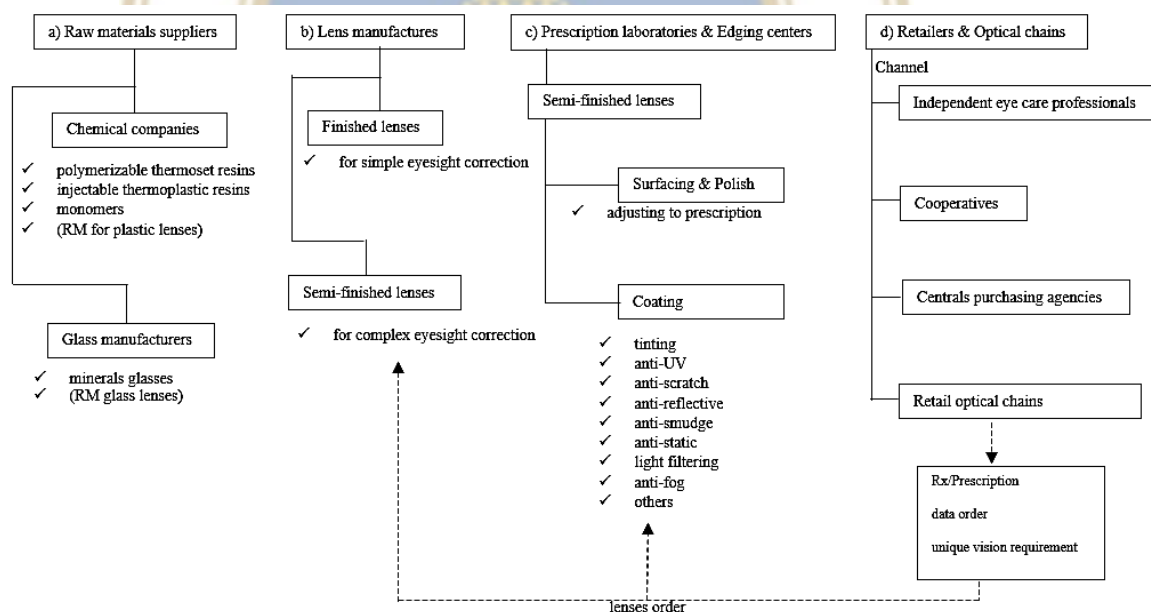 a) Raw materials suppliers
Chemical companies
✓ polymerizable thermoset resins
✓ injectable thermoplastic resins
✓ monomers
✓ (RM for plastic lenses)
Glass manufacturers
✓ minerals glasses
✓ (RM glass lenses)
b) Lens manufactures
Finished lenses
✓ for simple eyesight correction
Semi-finished lenses
✓ for complex eyesight correction
c) Prescription laboratories & Edging centers
Semi-finished lenses
Surfacing & Polish
✓ adjusting to prescription
Coating
✓ tinting
✓ anti-UV
✓ anti-scratch
✓ anti-reflective
✓ anti-smudge
✓ anti-static
✓ light filtering
✓ anti-fog
✓ others
d) Retailers & Optical chains
Channel
Independent eye care professionals
Cooperatives
Centrals purchasing agencies
Retail optical chains
Rx/Prescription
data order
unique vision requirement
lenses order